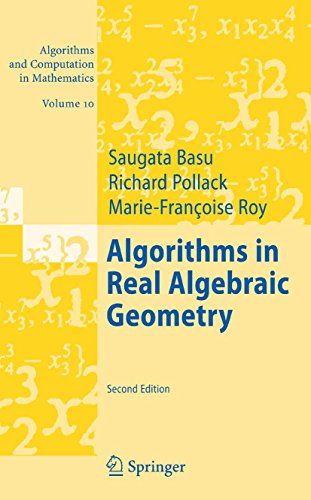 Algorithms
and Computation
in Mathematics
Volume 10
Saugata Basu
Richard Pollack
Marie-Françoise Roy
Algorithms in
Real Algebraic
Geometry
Second Edition
Springer